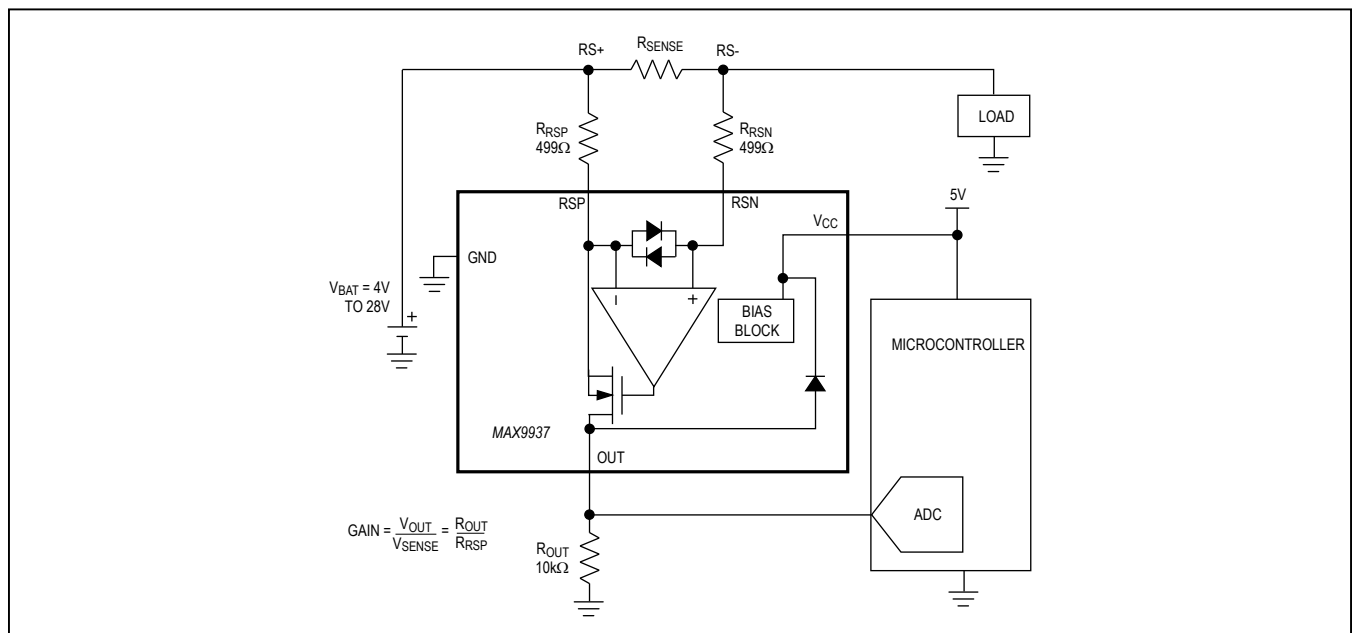 RS+
RSENSE
RS-
LOAD
RRSP
499Ω
RRSN
499Ω
RSP
RSN
5V
VCC
GND
VBAT = 4V
TO 28V
+
− +
BIAS
BLOCK
MICROCONTROLLER
MAX9937
OUT
ADC
GAIN = VOUT / VSENSE = ROUT / RRSP
ROUT
10kΩ